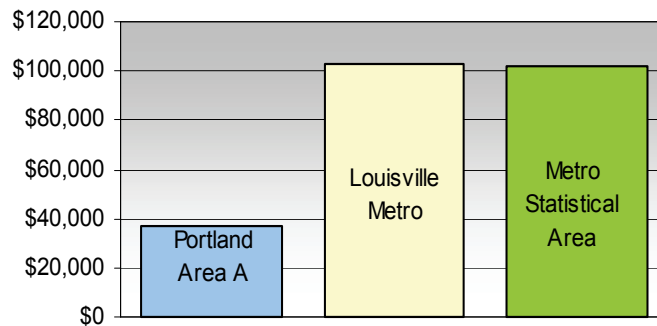 $120,000
$100,000
$80,000
$60,000
$40,000
$20,000
$0
Portland
Area A
Louisville
Metro
Metro
Statistical
Area